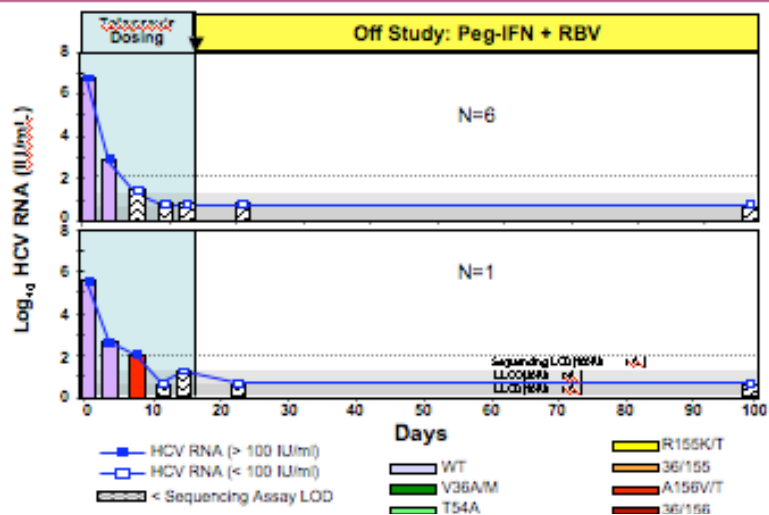 Dosing
Off Study: Peg-IFN + RBV
Log10 HCV RNA (IU/mL)
8
6
4
2
0
N=6
8
6
4
2
0
N=1
Sequencing LOD
0 10 20 30 40 50 60 70 80 90 100
Days
HCV RNA (> 100 IU/ml)
HCV RNA (< 100 IU/ml)
< Sequencing Assay LOD
WT
V36A/M
T54A
R155K/T
36/155
A156V/T
36/156